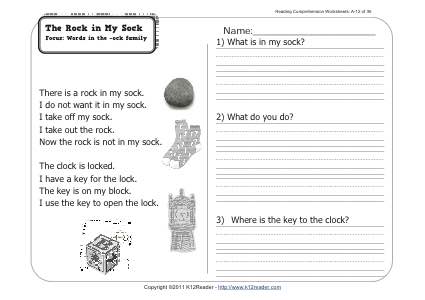 Reading Comprehension Worksheets: A-13 of 36
The Rock in My Sock
Focus: Words in the -ock family
Name:
There is a rock in my sock.
I do not want it in my sock.
I take off my sock.
I take out the rock.
Now the rock is not in my sock.
The clock is locked.
I have a key for the lock.
The key is on my block.
I use the key to open the lock.
1) What is in my sock?
2) What do you do?
3) Where is the key to the clock?
Copyright ©2011 K12Reader - http://www.k12reader.com